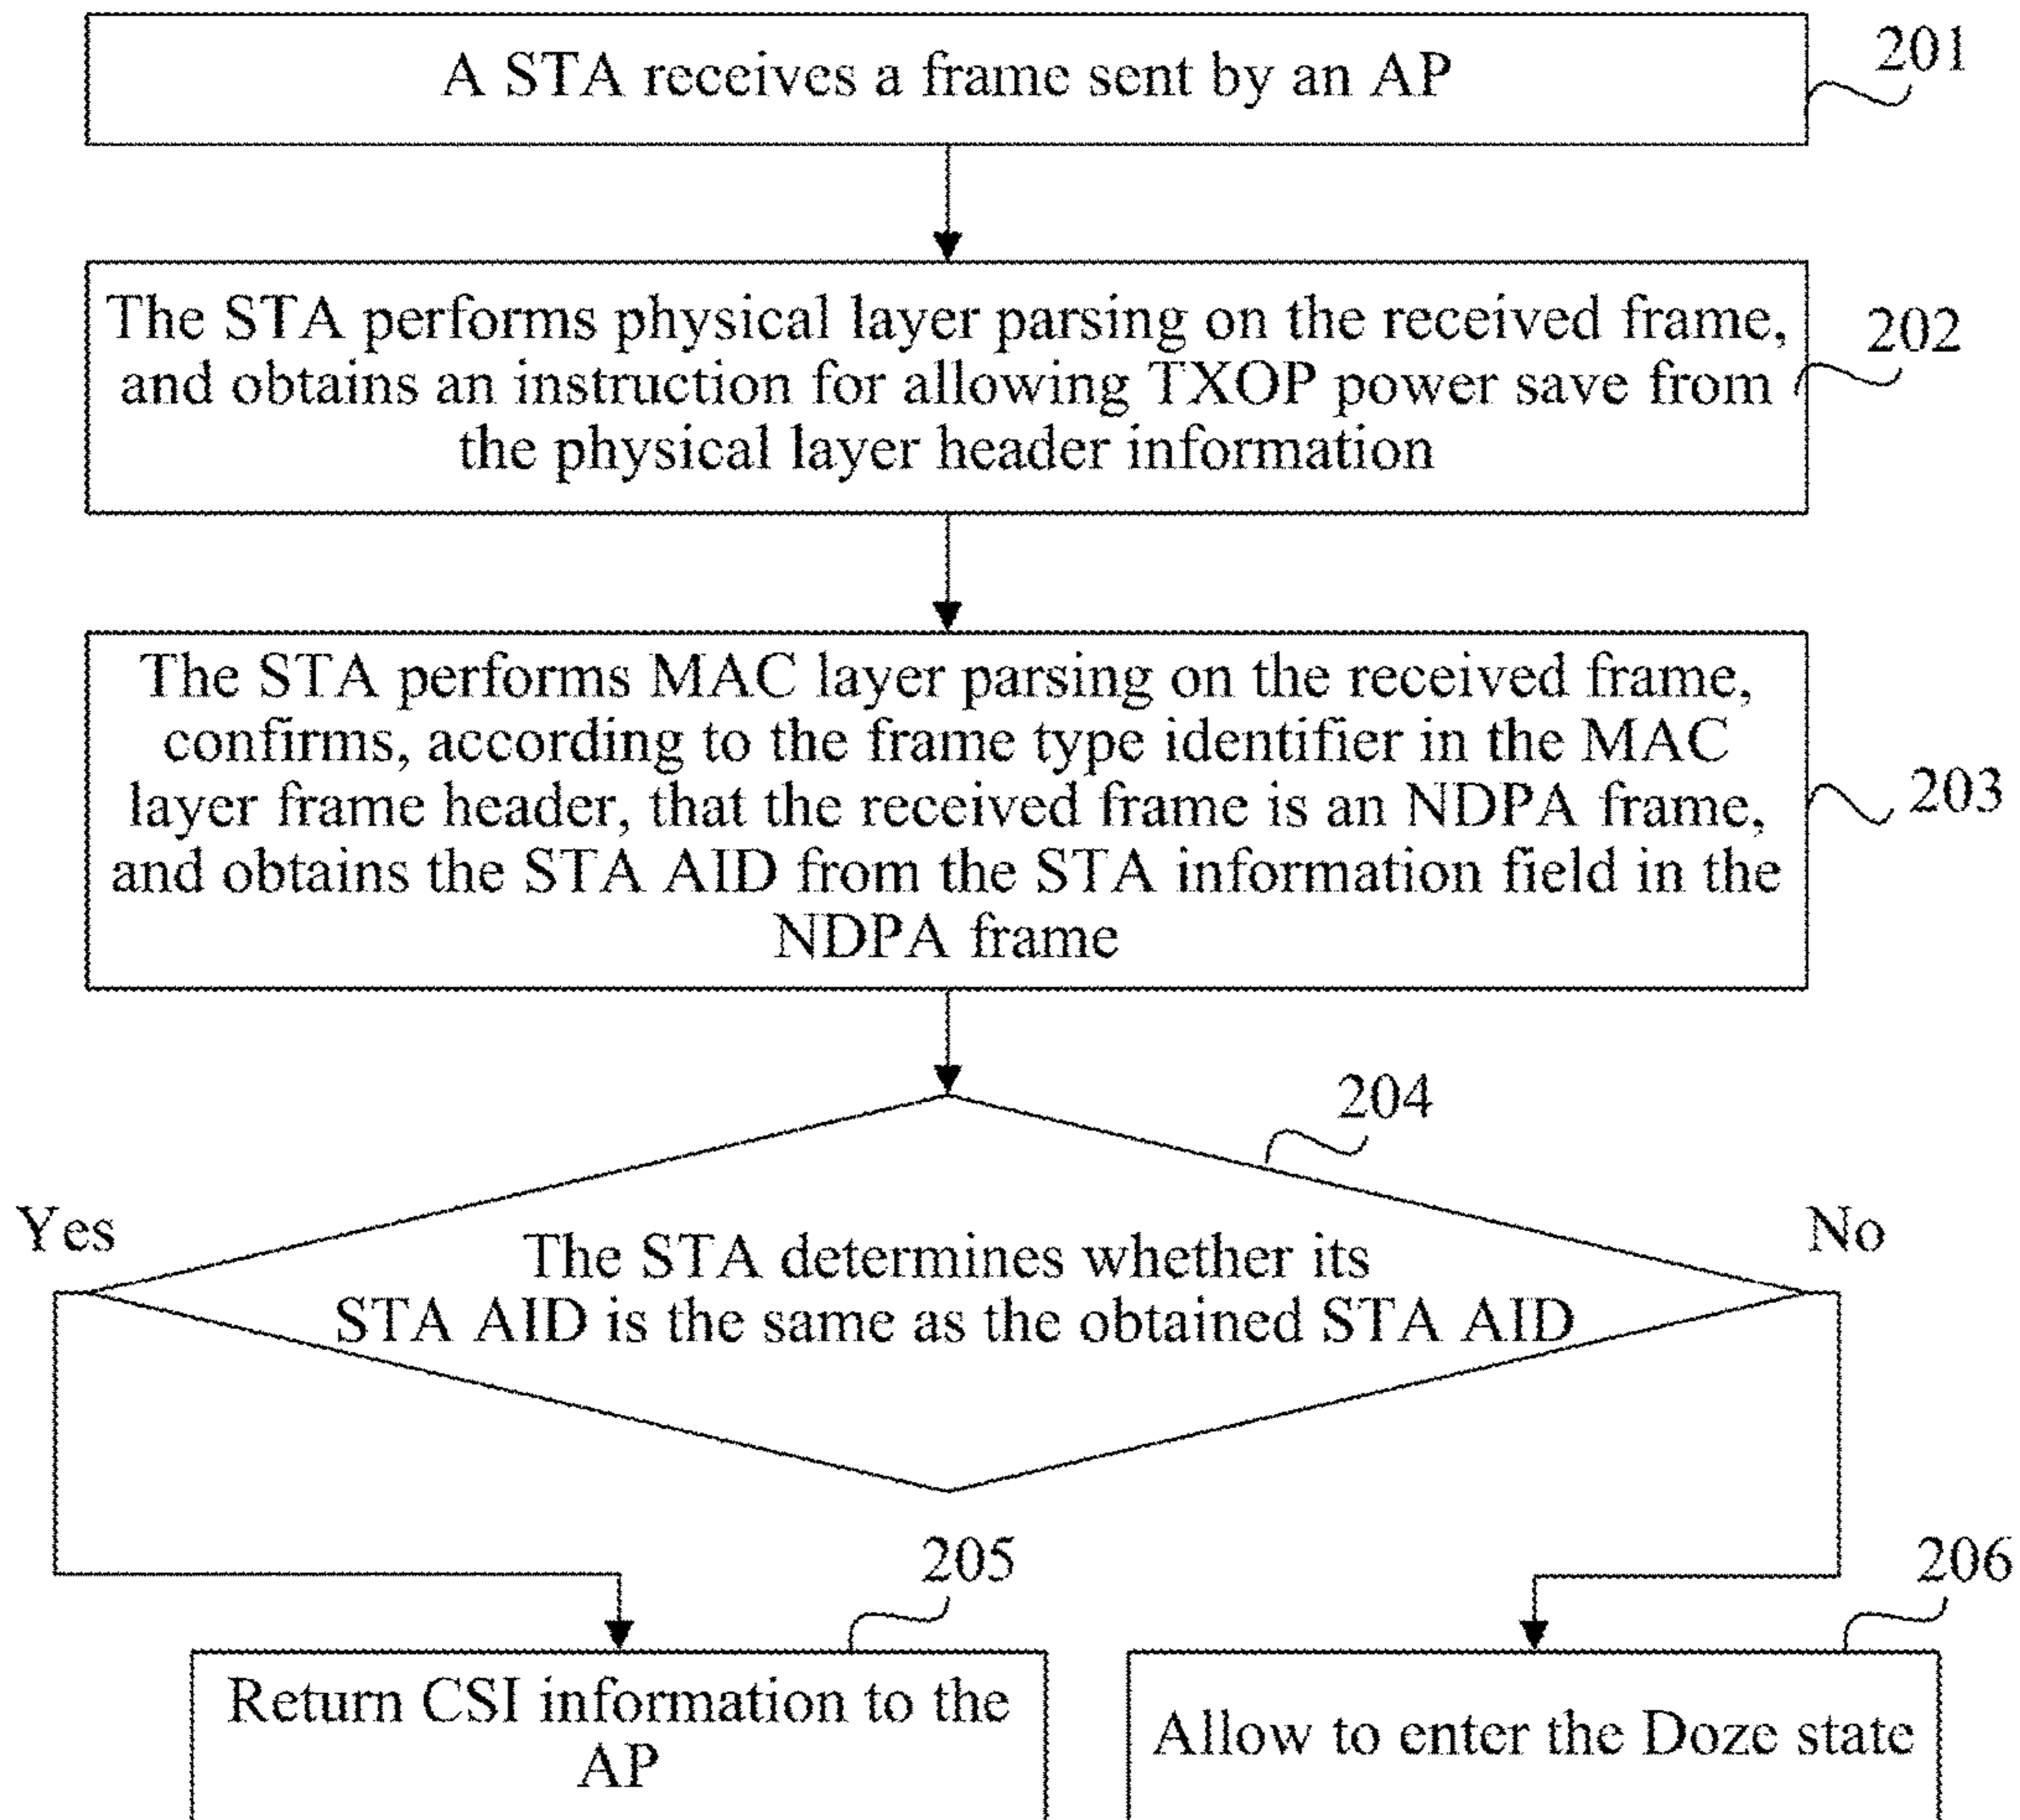 A STA receives a frame sent by an AP
201
The STA performs physical layer parsing on the received frame,
and obtains an instruction for allowing TXOP power save from
the physical layer header information
202
The STA performs MAC layer parsing on the received frame,
confirms, according to the frame type identifier in the MAC
layer frame header, that the received frame is an NDPA frame,
and obtains the STA AID from the STA information field in the
NDPA frame
203
204
Yes
No
The STA determines whether its
STA AID is the same as the obtained STA AID
205
206
Return CSI information to the
AP
Allow to enter the Doze state